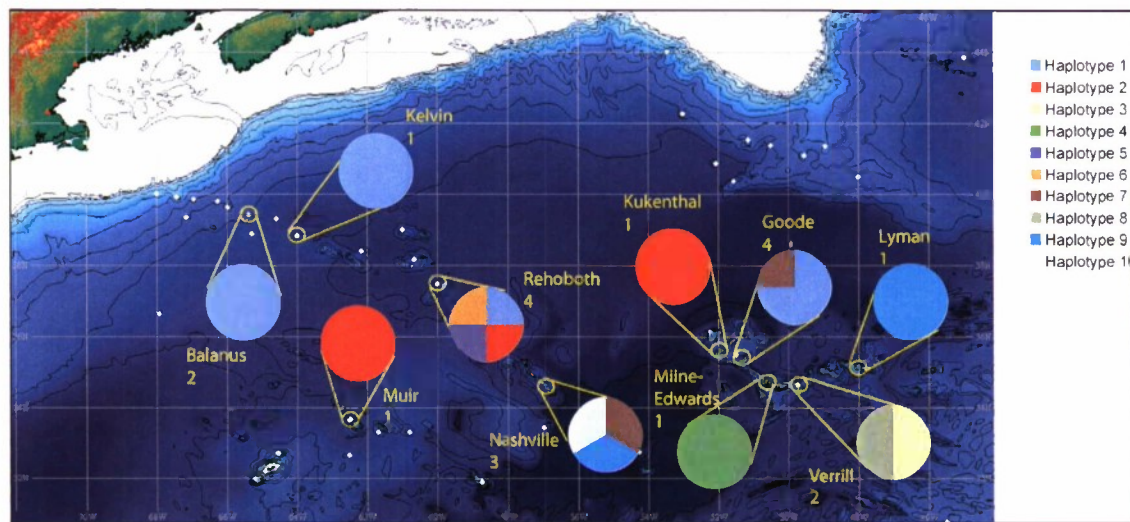 Kelvin
1
Balanus
2
Muir
1
Rehoboth
4
Nashville
3
Kukenthal
1
Goode
4
Lyman
1
Milne-
Edwards
1
Verrill
2
Haplotype 1
Haplotype 2
Haplotype 3
Haplotype 4
Haplotype 5
Haplotype 6
Haplotype 7
Haplotype 8
Haplotype 9
Haplotype 10